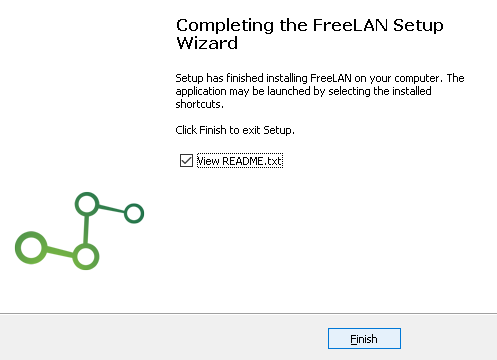 Completing the FreeLAN Setup
Wizard
Setup has finished installing FreeLAN on your computer. The
application may be launched by selecting the installed
shortcuts.
Click Finish to exit Setup.
View README.txt
Finish